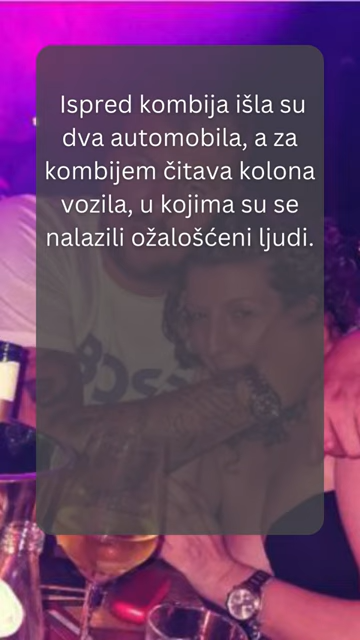 Ispred kombija išla su
dva automobila, a za
kombijem čitava kolona
vozila, u kojima su se
nalazili ožalošćeni ljudi.